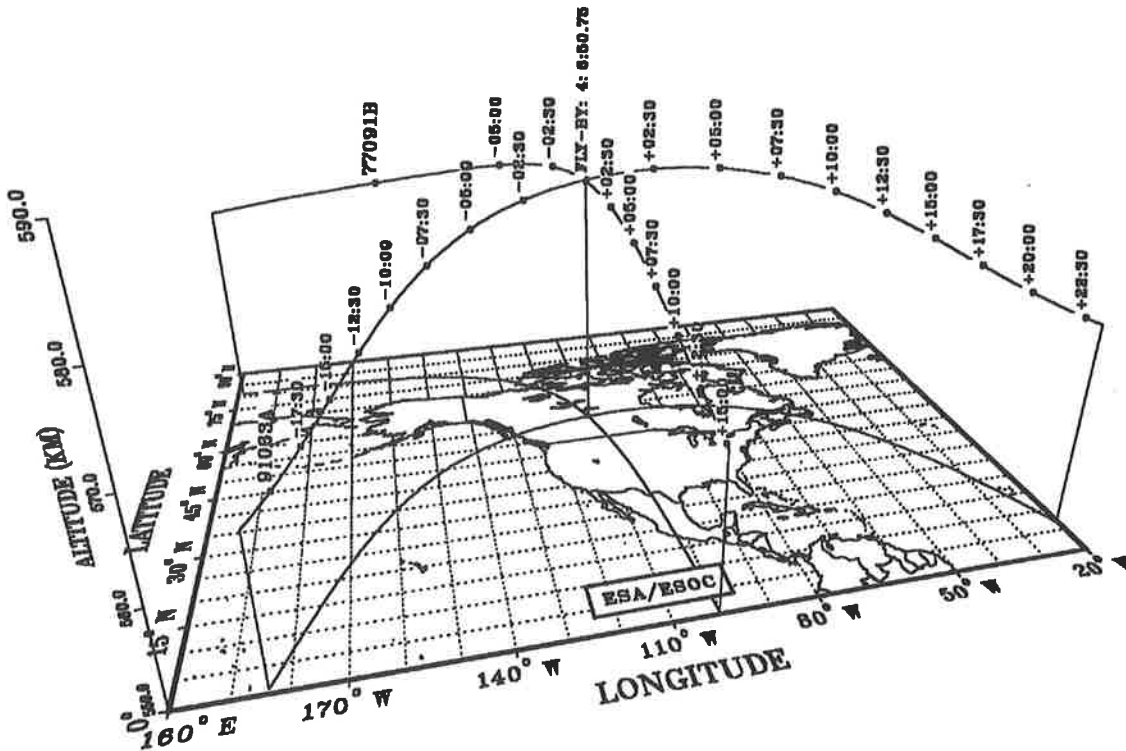 590.0
580.0
570.0
560.0
550.0
ALTITUDE (KM)
LATITUDE
75° N
60° N
45° N
30° N
15° N
0°
160° E
170° W
140° W
110° W
80° W
50° W
20° W
LONGITUDE
77091B
-05:00
-02:30
FLY-BY: 4: 6:50.75
+02:30
+05:00
+07:30
+10:00
+12:30
+15:00
+17:30
+20:00
+22:30
-17:30
-15:00
-12:30
-10:00
-07:30
-05:00
-02:30
+02:30
+05:00
+07:30
+10:00
+15:00
ESA/ESOC